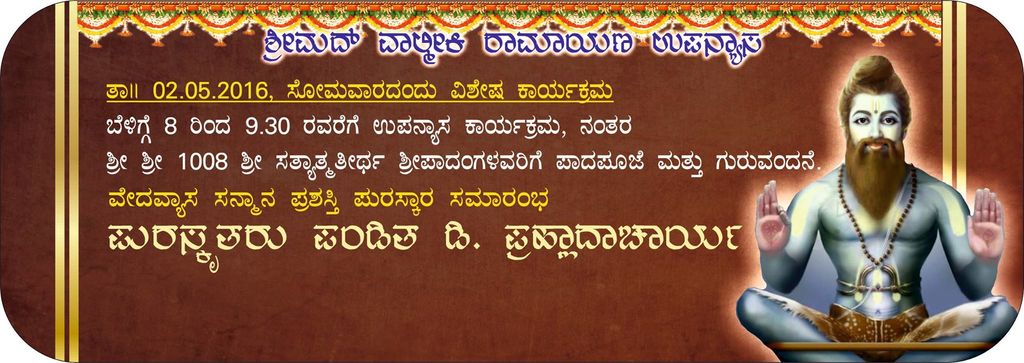 ಶ್ರೀಮದ್ ವಾಲ್ಮೀಕಿ ರಾಮಾಯಣ ಉಪನ್ಯಾಸ
ತಾ॥ 02.05.2016, ಸೋಮವಾರದಂದು ವಿಶೇಷ ಕಾರ್ಯಕ್ರಮ
ಬೆಳಿಗ್ಗೆ 8 ರಿಂದ 9.30 ರವರೆಗೆ ಉಪನ್ಯಾಸ ಕಾರ್ಯಕ್ರಮ, ನಂತರ
ಶ್ರೀ ಶ್ರೀ 1008 ಶ್ರೀ ಸತ್ಯಾತ್ಮತೀರ್ಥ ಶ್ರೀಪಾದಂಗಳವರಿಗೆ ಪಾದಪೂಜೆ ಮತ್ತು ಗುರುವಂದನೆ.
ವೇದವ್ಯಾಸ ಸನ್ಮಾನ ಪ್ರಶಸ್ತಿ ಪುರಸ್ಕಾರ ಸಮಾರಂಭ
ಪುರಸ್ಕೃತರು ಪಂಡಿತ ಡಿ. ಪ್ರಹ್ಲಾದಾಚಾರ್ಯ